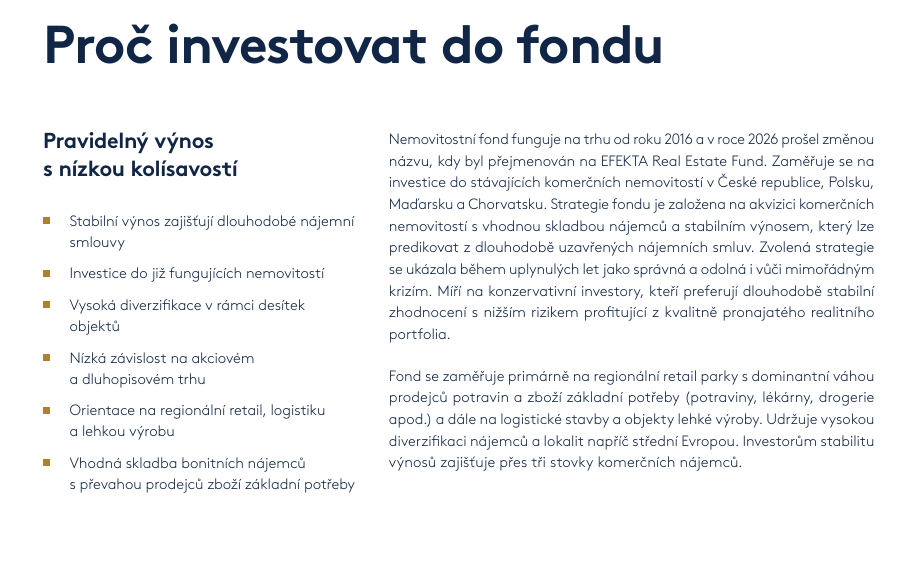 Proč investovat do fondu
Pravidelný výnos
s nízkou kolísavostí
Stabilní výnos zajišťují dlouhodobé nájemní
smlouvy
Investice do již fungujících nemovitostí
Vysoká diverzifikace v rámci desítek
objektů
Nízká závislost na akciovém
a dluhopisovém trhu
Orientace na regionální retail, logistiku
a lehkou výrobu
Vhodná skladba bonitních nájemců
s převahou prodejců zboží základní potřeby
Nemovitostní fond funguje na trhu od roku 2016 a v roce 2026 prošel změnou
názvu, kdy byl přejmenován na EFEKTA Real Estate Fund. Zaměřuje se na
investice do stávajících komerčních nemovitostí v České republice, Polsku,
Maďarsku a Chorvatsku. Strategie fondu je založena na akvizici komerčních
nemovitostí s vhodnou skladbou nájemců a stabilním výnosem, který lze
predikovat z dlouhodobě uzavřených nájemních smluv. Zvolená strategie
se ukázala během uplynulých let jako správná a odolná i vůči mimořádným
krizím. Míří na konzervativní investory, kteří preferují dlouhodobě stabilní
zhodnocení s nižším rizikem profitující z kvalitně pronajatého realitního
portfolia.
Fond se zaměřuje primárně na regionální retail parky s dominantní váhou
prodejců potravin a zboží základní potřeby (potraviny, lékárny, drogerie
apod.) a dále na logistické stavby a objekty lehké výroby. Udržuje vysokou
diverzifikaci nájemců a lokalit napříč střední Evropou. Investorům stabilitu
výnosů zajišťuje přes tři stovky komerčních nájemců.